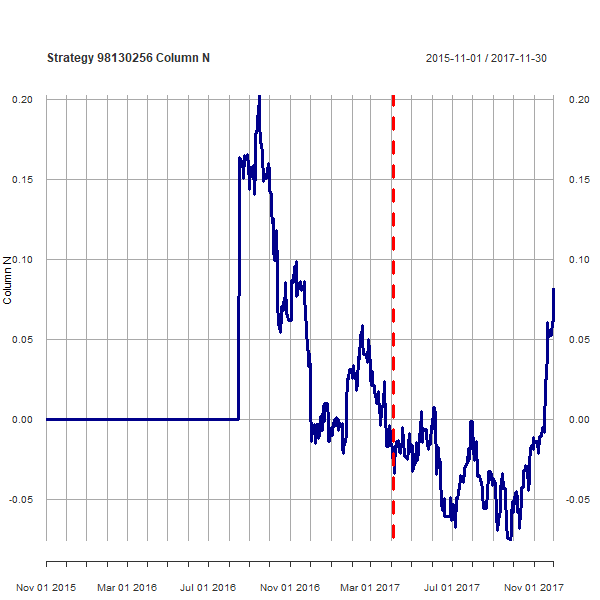 Strategy 98130256 Column N
2015-11-01 / 2017-11-30
0.20
0.20
0.15
0.15
0.10
0.10
Column N
0.05
0.05
0.00
0.00
-0.05
-0.05
Nov 01 2015
Mar 01 2016
Jul 01 2016
Nov 01 2016
Mar 01 2017
Jul 01 2017
Nov 01 2017